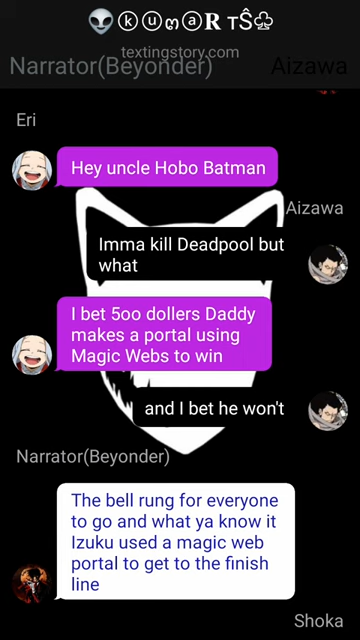 👽ⓚⓤოⓐ𝐑 тŜ♧
textingstory.com
Narrator(Beyonder)
Aizawa
Eri
Hey uncle Hobo Batman
Aizawa
Imma kill Deadpool but
what
I bet 5oo dollers Daddy
makes a portal using
Magic Webs to win
and I bet he won't
Narrator(Beyonder)
The bell rung for everyone
to go and what ya know it
Izuku used a magic web
portal to get to the finish
line
Shoka